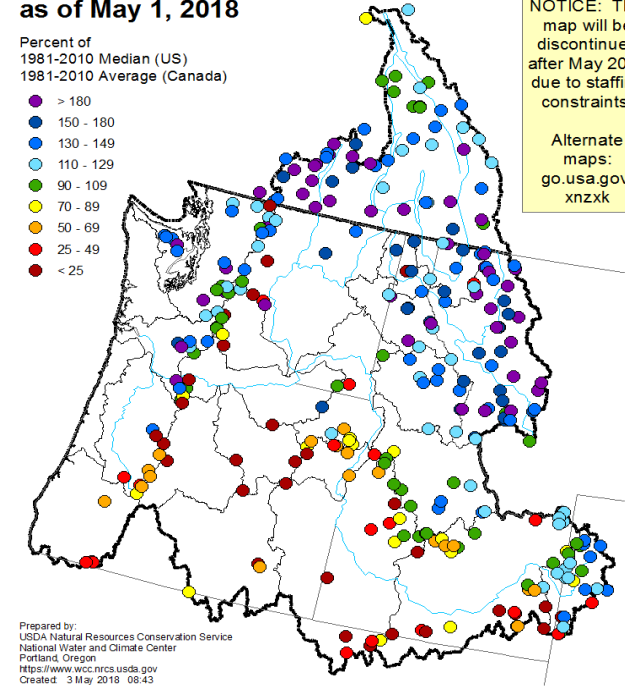 as of May 1, 2018
Percent of
1981-2010 Median (US)
1981-2010 Average (Canada)
> 180
150 - 180
130 - 149
110 - 129
90 - 109
70 - 89
50 - 69
25 - 49
< 25
NOTICE:
map will be
discontinue
after May 20
due to staffi
constraints
Alternate
maps:
go.usa.gov
xnzxk
Prepared by:
USDA Natural Resources Conservation Service
National Water and Climate Center
Portland, Oregon
https://www.wcc.nrcs.usda.gov
Created: 3 May 2018 08:43